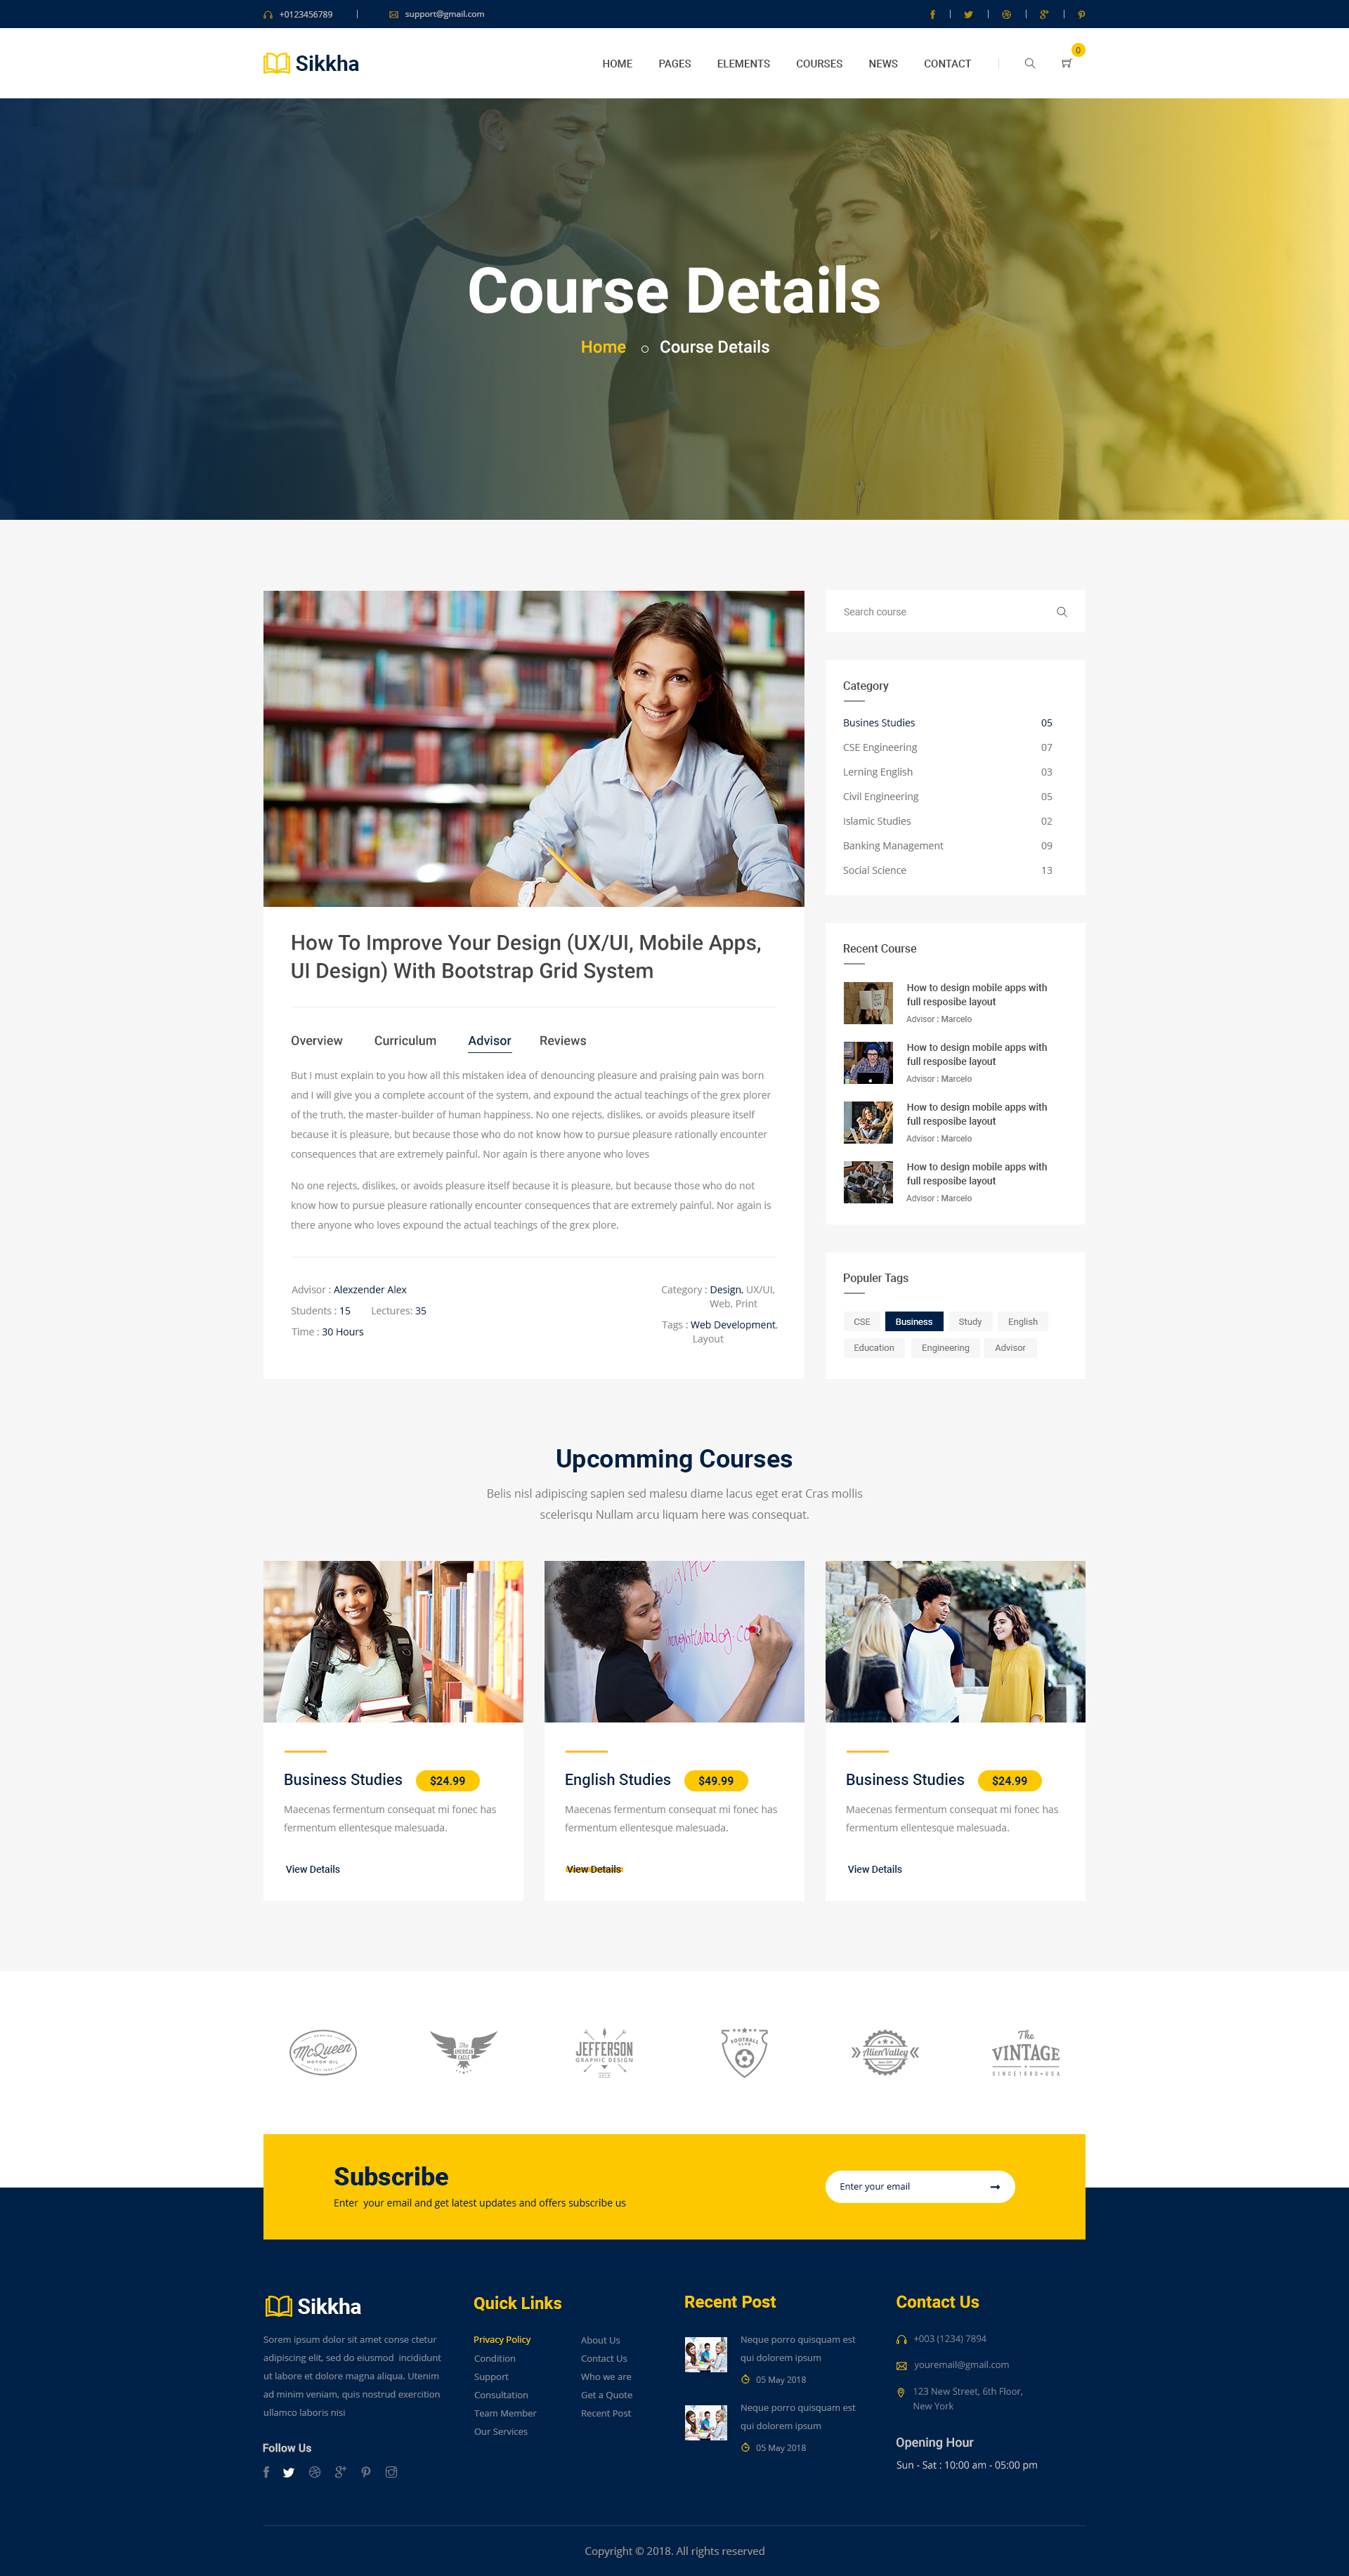 +0123456789 | support@gmail.com
Sikkha
HOME PAGES ELEMENTS COURSES NEWS CONTACT 0
Course Details
Home Course Details
Search course
Category
Busines Studies 05
CSE Engineering 07
Lerning English 03
Civil Engineering 05
Islamic Studies 02
Banking Management 09
Social Science 13
How To Improve Your Design (UX/UI, Mobile Apps,
UI Design) With Bootstrap Grid System
Overview Curriculum Advisor Reviews
But I must explain to you how all this mistaken idea of denouncing pleasure and praising pain was born
and I will give you a complete account of the system, and expound the actual teachings of the grex plorer
of the truth, the master-builder of human happiness. No one rejects, dislikes, or avoids pleasure itself
because it is pleasure, but because those who do not know how to pursue pleasure rationally encounter
consequences that are extremely painful. Nor again is there anyone who loves
No one rejects, dislikes, or avoids pleasure itself because it is pleasure, but because those who do not
know how to pursue pleasure rationally encounter consequences that are extremely painful. Nor again is
there anyone who loves expound the actual teachings of the grex plore.
Advisor : Alexzender Alex
Students : 15 Lectures: 35
Time : 30 Hours
Category : Design, UX/UI,
Web, Print
Tags : Web Development,
Layout
Recent Course
How to design mobile apps with
full resposibe layout
Advisor : Marcelo
How to design mobile apps with
full resposibe layout
Advisor : Marcelo
How to design mobile apps with
full resposibe layout
Advisor : Marcelo
How to design mobile apps with
full resposibe layout
Advisor : Marcelo
Populer Tags
CSE Business Study English
Education Engineering Advisor
Upcomming Courses
Belis nisl adipiscing sapien sed malesu diame lacus eget erat Cras mollis
scelerisqu Nullam arcu liquam here was consequat.
Business Studies $24.99
Maecenas fermentum consequat mi fonec has
fermentum ellentesque malesuada.
View Details
thoughtcatalog.co
English Studies $49.99
Maecenas fermentum consequat mi fonec has
fermentum ellentesque malesuada.
View Details
Business Studies $24.99
Maecenas fermentum consequat mi fonec has
fermentum ellentesque malesuada.
View Details
McQueen
MOTOR OIL
The
AMERICAN
EAGLE
JEFFERSON
GRAPHIC DESIGN
FOOTBALL
CLUB
AlienValley
The
VINTAGE
SINCE1880•USA
Subscribe
Enter your email and get latest updates and offers subscribe us
Enter your email
Sikkha
Sorem ipsum dolor sit amet conse ctetur
adipiscing elit, sed do eiusmod incididunt
ut labore et dolore magna aliqua. Utenim
ad minim veniam, quis nostrud exercition
ullamco laboris nisi
Follow Us
Quick Links
Privacy Policy
Condition
Support
Consultation
Team Member
Our Services
About Us
Contact Us
Who we are
Get a Quote
Recent Post
Recent Post
Neque porro quisquam est
qui dolorem ipsum
05 May 2018
Neque porro quisquam est
qui dolorem ipsum
05 May 2018
Contact Us
+003 (1234) 7894
youremail@gmail.com
123 New Street, 6th Floor,
New York
Opening Hour
Sun - Sat : 10:00 am - 05:00 pm
Copyright © 2018. All rights reserved